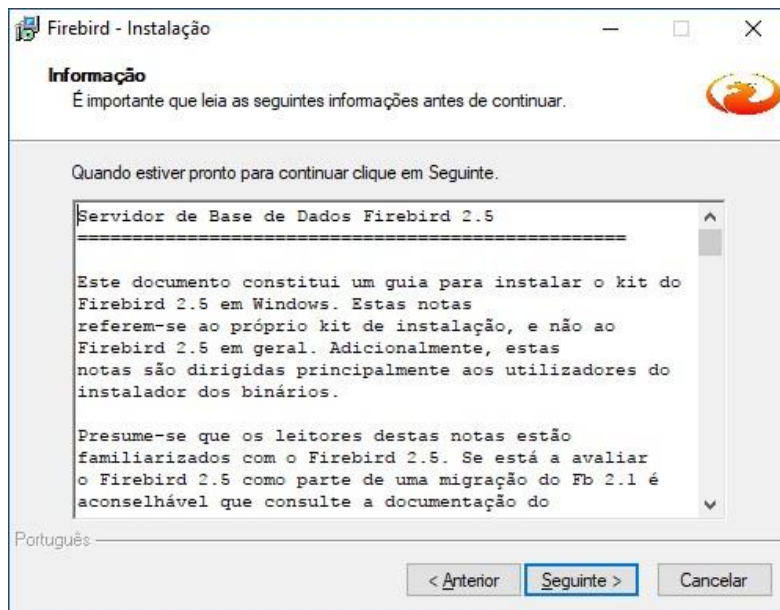 Firebird - Instalação
Informação
É importante que leia as seguintes informações antes de continuar.
Quando estiver pronto para continuar clique em Seguinte.
Servidor de Base de Dados Firebird 2.5
==================================================
Este documento constitui um guia para instalar o kit do
Firebird 2.5 em Windows. Estas notas
referem-se ao próprio kit de instalação, e não ao
Firebird 2.5 em geral. Adicionalmente, estas
notas são dirigidas principalmente aos utilizadores do
instalador dos binários.
Presume-se que os leitores destas notas estão
familiarizados com o Firebird 2.5. Se está a avaliar
o Firebird 2.5 como parte de uma migração do Fb 2.1 é
aconselhável que consulte a documentação do
Português
< Anterior
Seguinte >
Cancelar